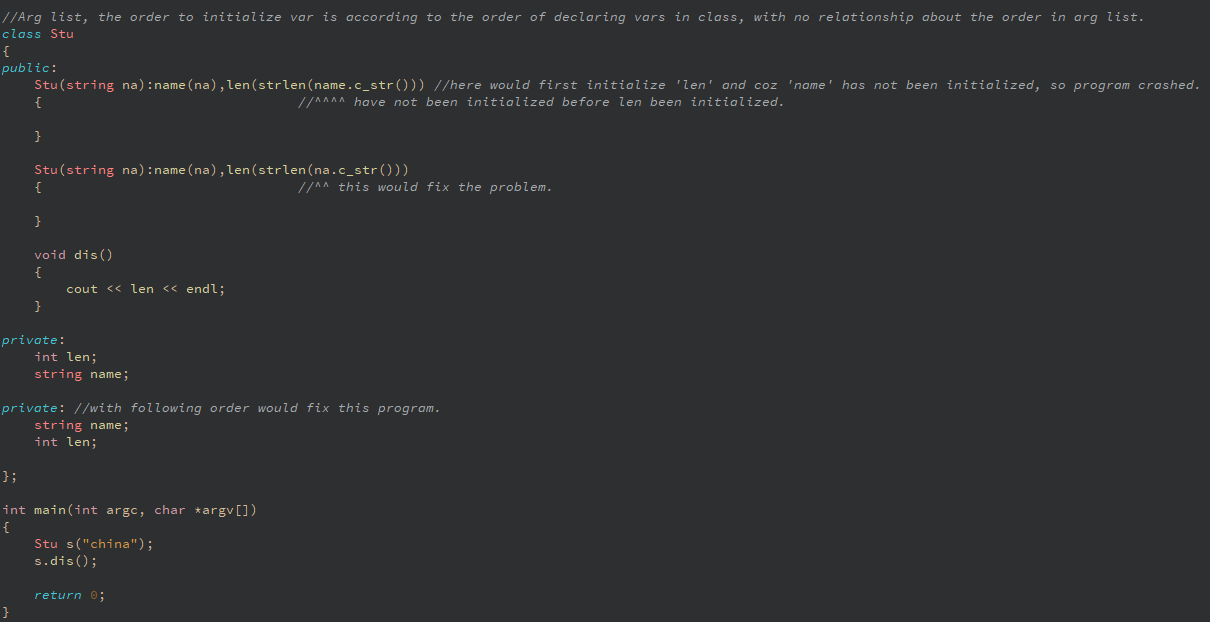 //Arg list, the order to initialize var is according to the order of declaring vars in class, with no relationship about the order in arg list.
class Stu
{
public:
    Stu(string na):name(na),len(strlen(name.c_str())) //here would first initialize 'len' and coz 'name' has not been initialized, so program crashed.
    {                                //^^^^ have not been initialized before len been initialized.

    }

    Stu(string na):name(na),len(strlen(na.c_str()))
    {                                //^^ this would fix the problem.

    }

    void dis()
    {
        cout << len << endl;
    }

private:
    int len;
    string name;

private: //with following order would fix this program.
    string name;
    int len;

};

int main(int argc, char *argv[])
{
    Stu s("china");
    s.dis();

    return 0;
}